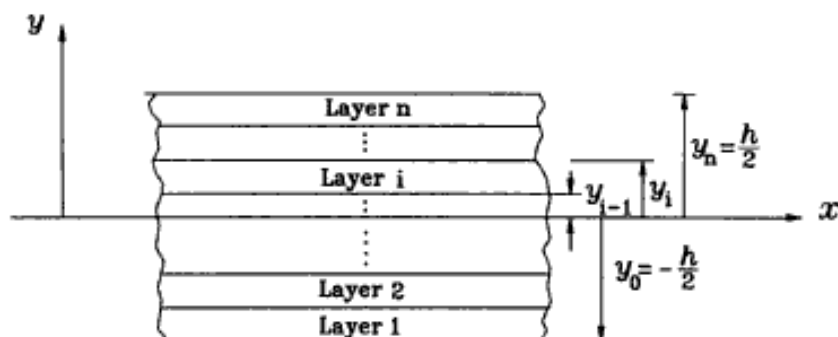 y
Layer n
Layer i
Layer 2
Layer 1
y_{i-1}
y_i
y_n = h/2
x
y_0 = -h/2